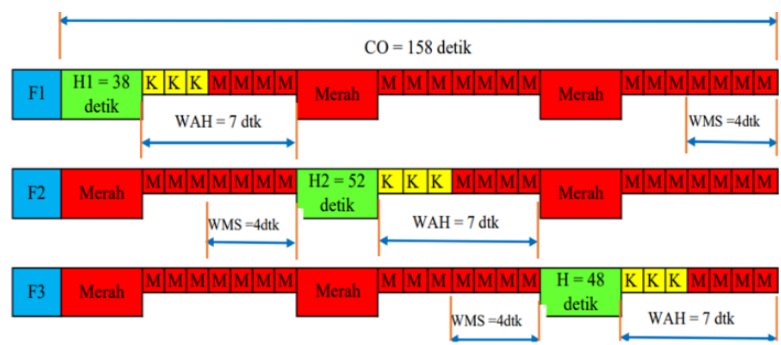 CO = 158 detik
F1 H1 = 38 detik K K K M M M M Merah M M M M M M M Merah M M M M M M M
WAH = 7 dtk WMS =4dtk
F2 Merah M M M M M M M H2 = 52 detik K K K M M M M Merah M M M M M M M
WMS =4dtk WAH = 7 dtk
F3 Merah M M M M M M M Merah M M M M M M M H = 48 detik K K K M M M M
WMS =4dtk WAH = 7 dtk